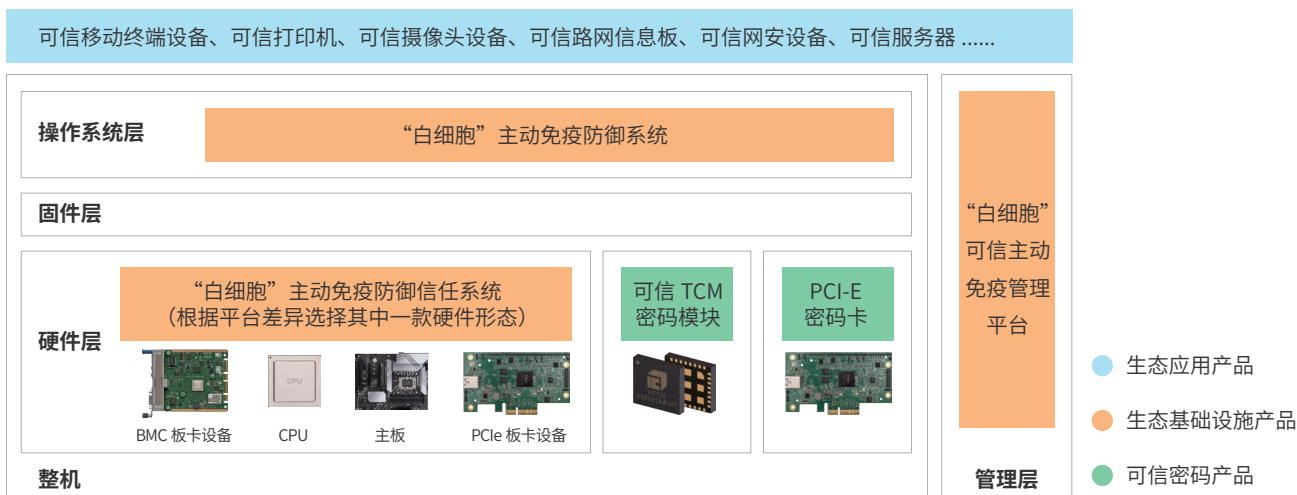 可信移动终端设备、可信打印机、可信摄像头设备、可信路网信息板、可信网安设备、可信服务器 ......
操作系统层
“白细胞”主动免疫防御系统
固件层
硬件层
“白细胞”主动免疫防御信任系统
（根据平台差异选择其中一款硬件形态）
BMC 板卡设备
CPU
CPU
主板
PCIe 板卡设备
可信 TCM
密码模块
PCI-E
密码卡
整机
“白细胞”
可信主动
免疫管理
平台
管理层
生态应用产品
生态基础设施产品
可信密码产品